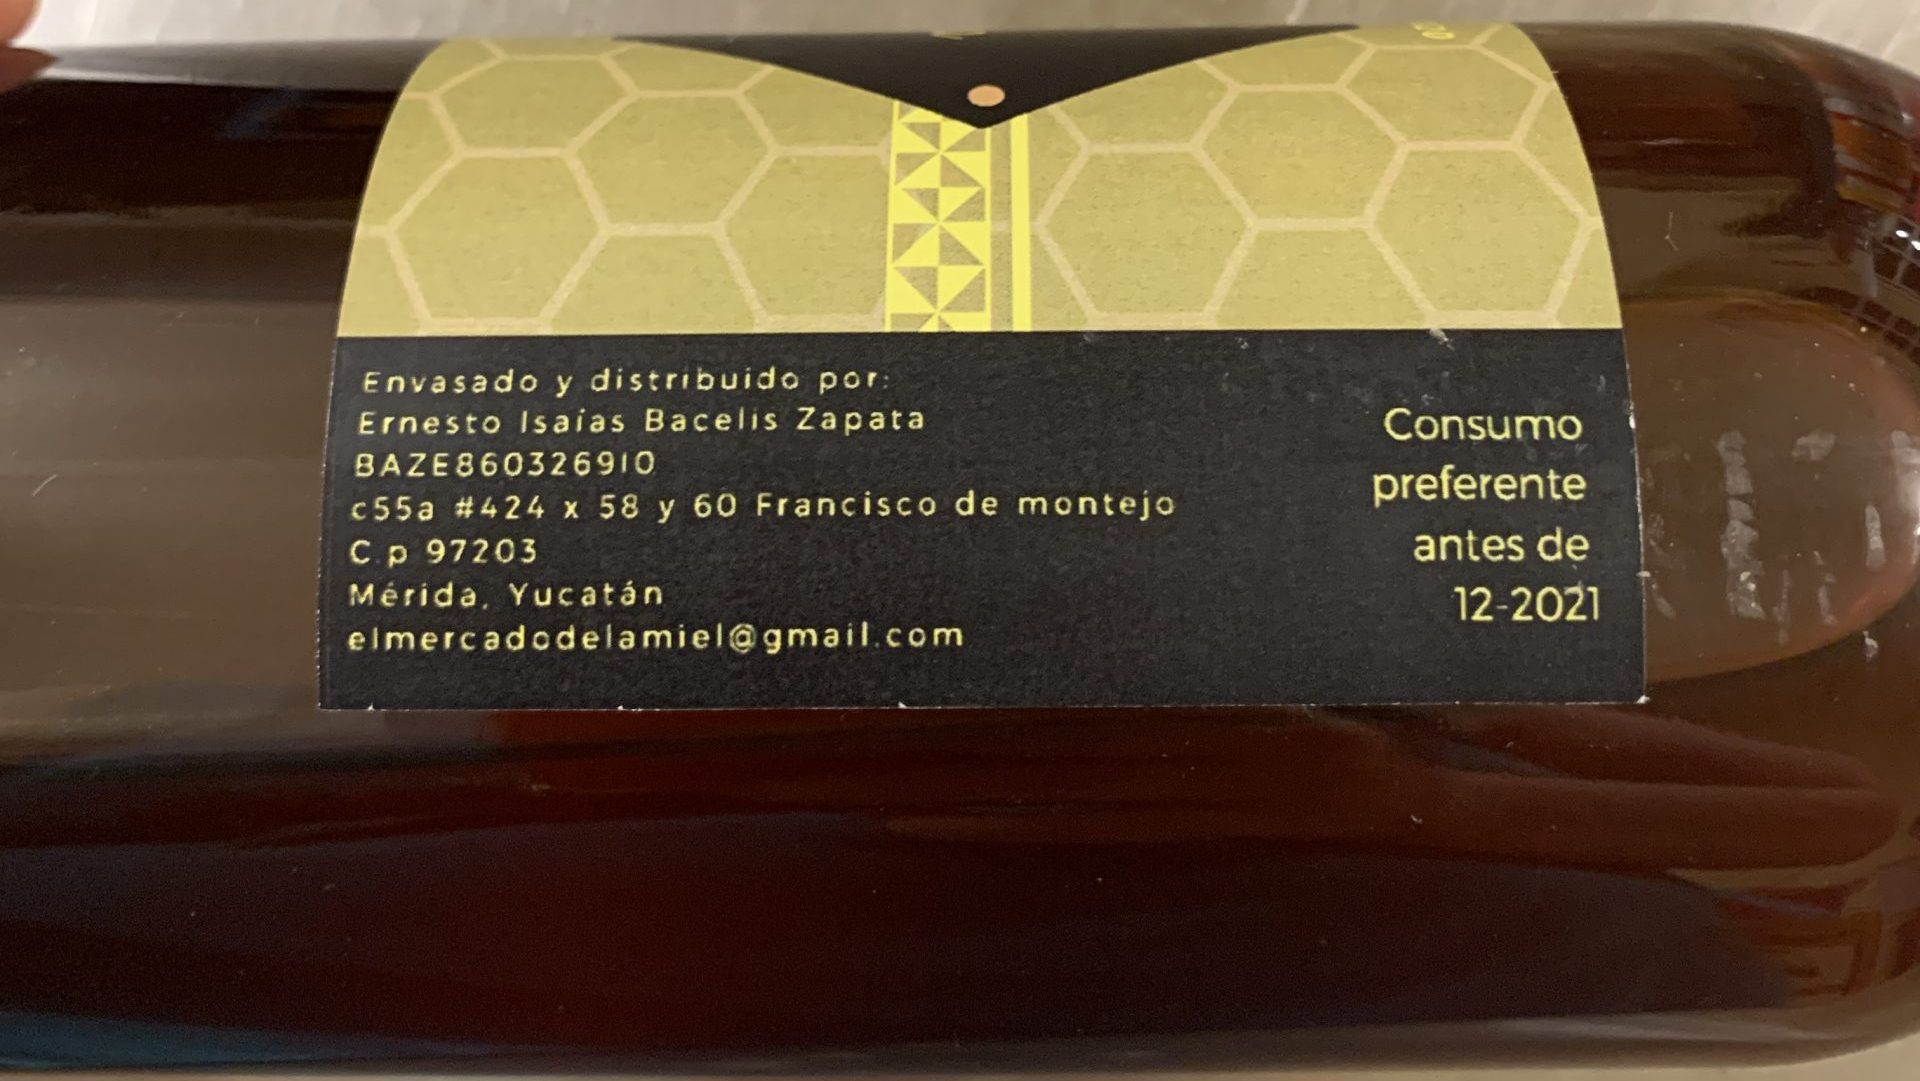 Envasado y distribuido por:
Ernesto Isaías Bacelis Zapata
BAZE860326910
c55a #424 x 58 y 60 Francisco de montejo
C.p 97203
Mérida, Yucatán
elmercadodelamiel@gmail.com
Consumo
preferente
antes de
12-2021